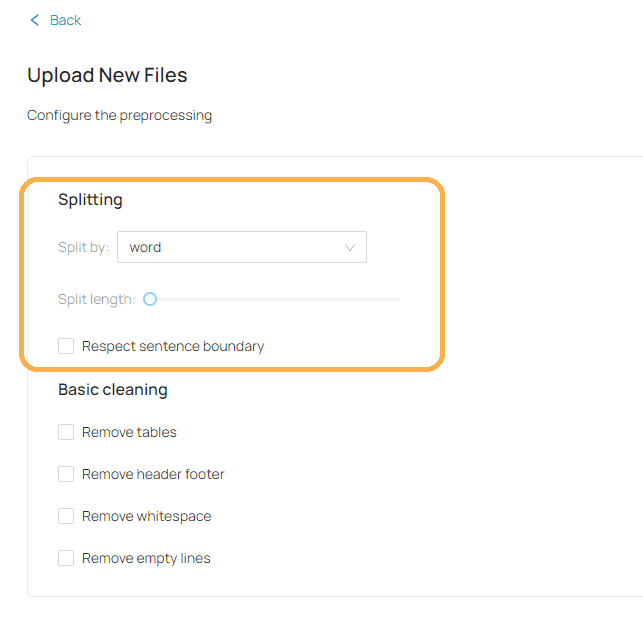 Back
Upload New Files
Configure the preprocessing
Splitting
Split by: word
Split length:
Respect sentence boundary
Basic cleaning
Remove tables
Remove header footer
Remove whitespace
Remove empty lines